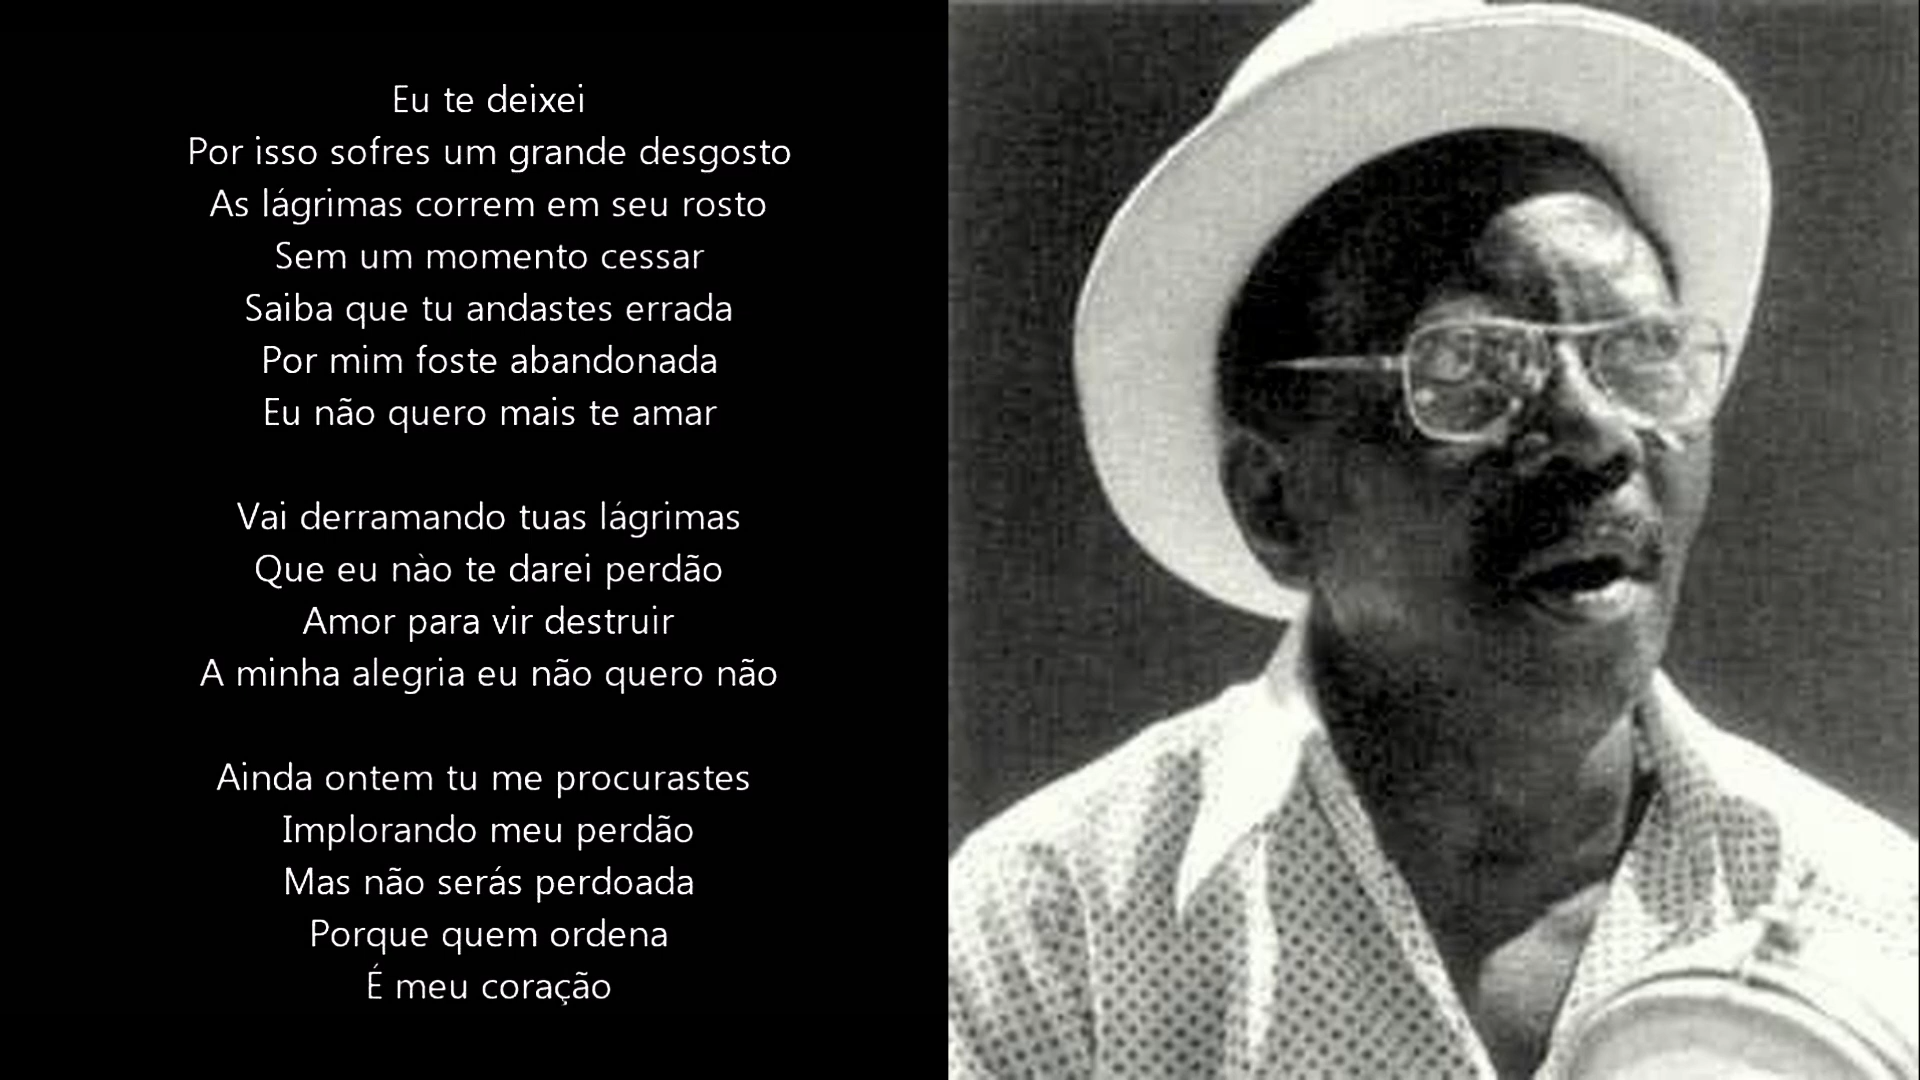 Eu te deixei
Por isso sofres um grande desgosto
As lágrimas correm em seu rosto
Sem um momento cessar
Saiba que tu andastes errada
Por mim foste abandonada
Eu não quero mais te amar
Vai derramando tuas lágrimas
Que eu nào te darei perdão
Amor para vir destruir
A minha alegria eu não quero não
Ainda ontem tu me procurastes
Implorando meu perdão
Mas não serás perdoada
Porque quem ordena
É meu coração